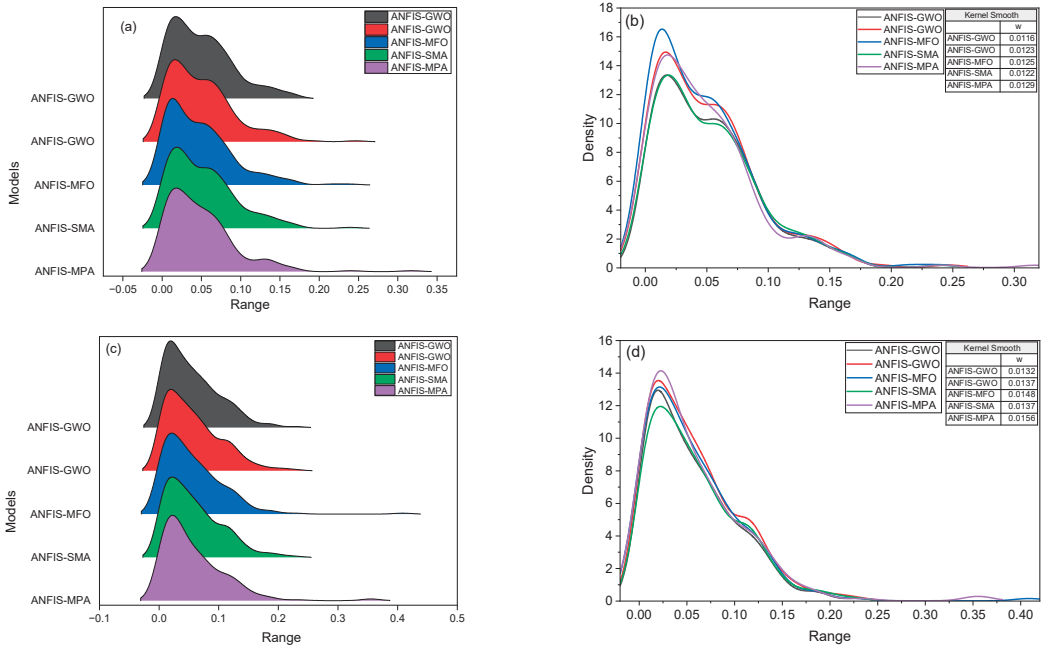 (a)
ANFIS-GWO
ANFIS-GWO
ANFIS-MFO
ANFIS-SMA
ANFIS-MPA
Models
ANFIS-GWO
ANFIS-GWO
ANFIS-MFO
ANFIS-SMA
ANFIS-MPA
−0.05 0.00 0.05 0.10 0.15 0.20 0.25 0.30 0.35
Range
(b)
ANFIS-GWO
ANFIS-GWO
ANFIS-MFO
ANFIS-SMA
ANFIS-MPA
Kernel Smooth
w
ANFIS-GWO 0.0116
ANFIS-GWO 0.0123
ANFIS-MFO 0.0125
ANFIS-SMA 0.0122
ANFIS-MPA 0.0129
Density
18
16
14
12
10
8
6
4
2
0
0.00 0.05 0.10 0.15 0.20 0.25 0.30
Range
(c)
ANFIS-GWO
ANFIS-GWO
ANFIS-MFO
ANFIS-SMA
ANFIS-MPA
Models
ANFIS-GWO
ANFIS-GWO
ANFIS-MFO
ANFIS-SMA
ANFIS-MPA
−0.1 0.0 0.1 0.2 0.3 0.4 0.5
Range
(d)
ANFIS-GWO
ANFIS-GWO
ANFIS-MFO
ANFIS-SMA
ANFIS-MPA
Kernel Smooth
w
ANFIS-GWO 0.0132
ANFIS-GWO 0.0137
ANFIS-MFO 0.0148
ANFIS-SMA 0.0137
ANFIS-MPA 0.0156
Density
16
14
12
10
8
6
4
2
0
0.00 0.05 0.10 0.15 0.20 0.25 0.30 0.35 0.40
Range